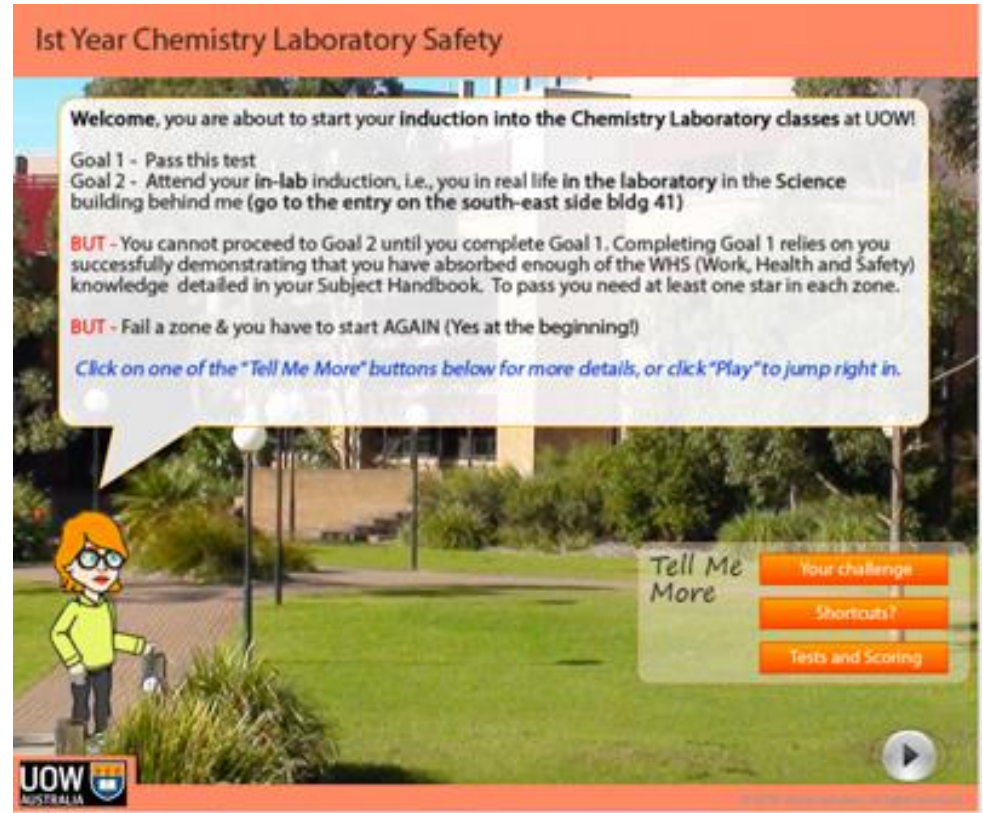 Ist Year Chemistry Laboratory Safety
Welcome, you are about to start your induction into the Chemistry Laboratory classes at UOW!
Goal 1 - Pass this test
Goal 2 - Attend your in-lab induction, i.e., you in real life in the laboratory in the Science
building behind me (go to the entry on the south-east side bldg 41)
BUT - You cannot proceed to Goal 2 until you complete Goal 1. Completing Goal 1 relies on you
successfully demonstrating that you have absorbed enough of the WHS (Work, Health and Safety)
knowledge detailed in your Subject Handbook. To pass you need at least one star in each zone.
BUT - Fail a zone & you have to start AGAIN (Yes at the beginning!)
Click on one of the "Tell Me More" buttons below for more details, or click "Play" to jump right in.
Tell Me
More
Your challenge
Shortcuts?
Tests and Scoring
UOW
AUSTRALIA